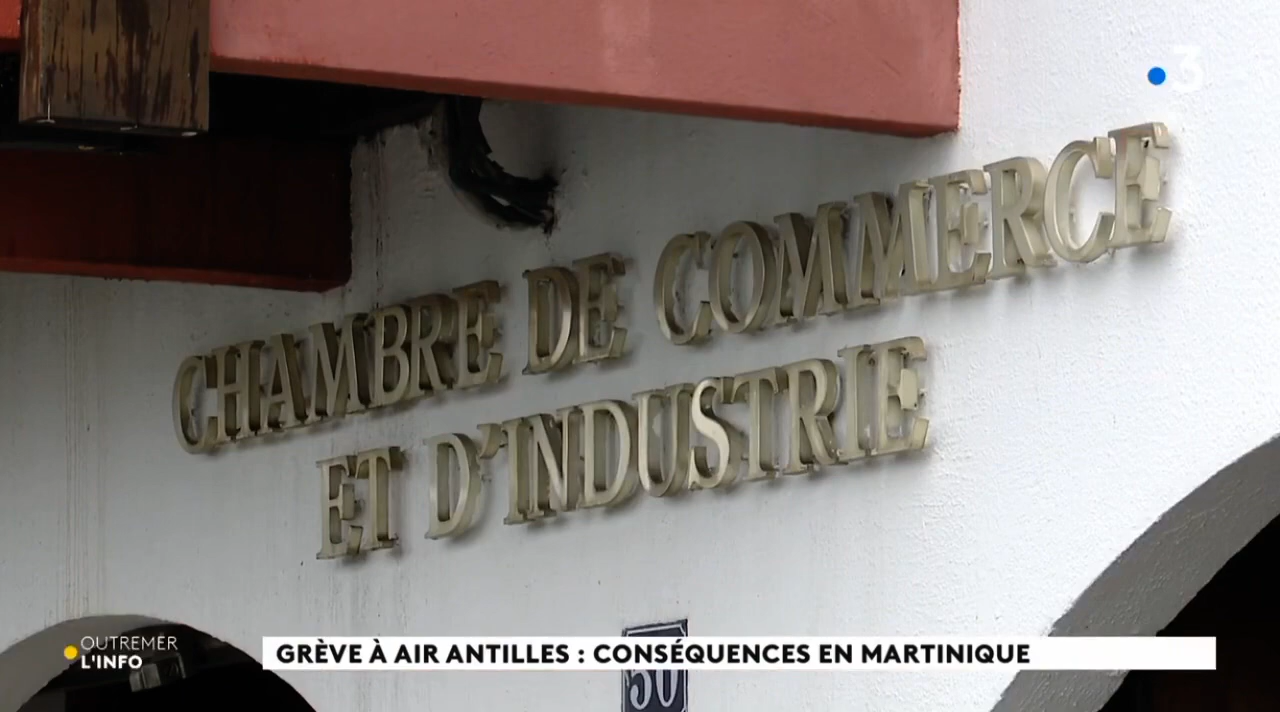 3
CHAMBRE DE COMMERCE
ET D'INDUSTRIE
OUTREMER
L'INFO
GRÈVE À AIR ANTILLES : CONSÉQUENCES EN MARTINIQUE
50